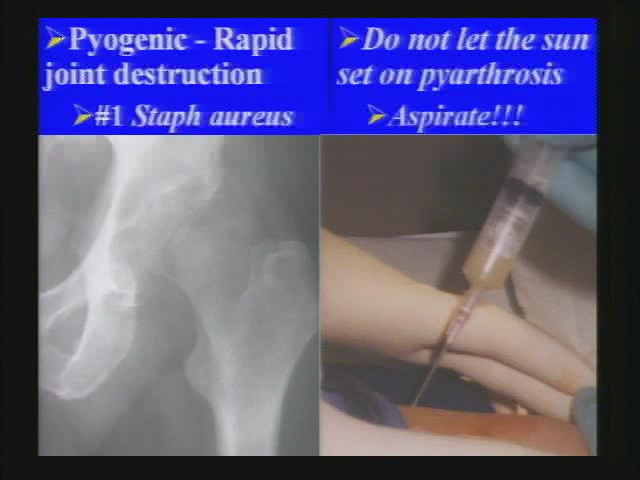 Pyogenic - Rapid
joint destruction
#1 Staph aureus
Do not let the sun
set on pyarthrosis
Aspirate!!!